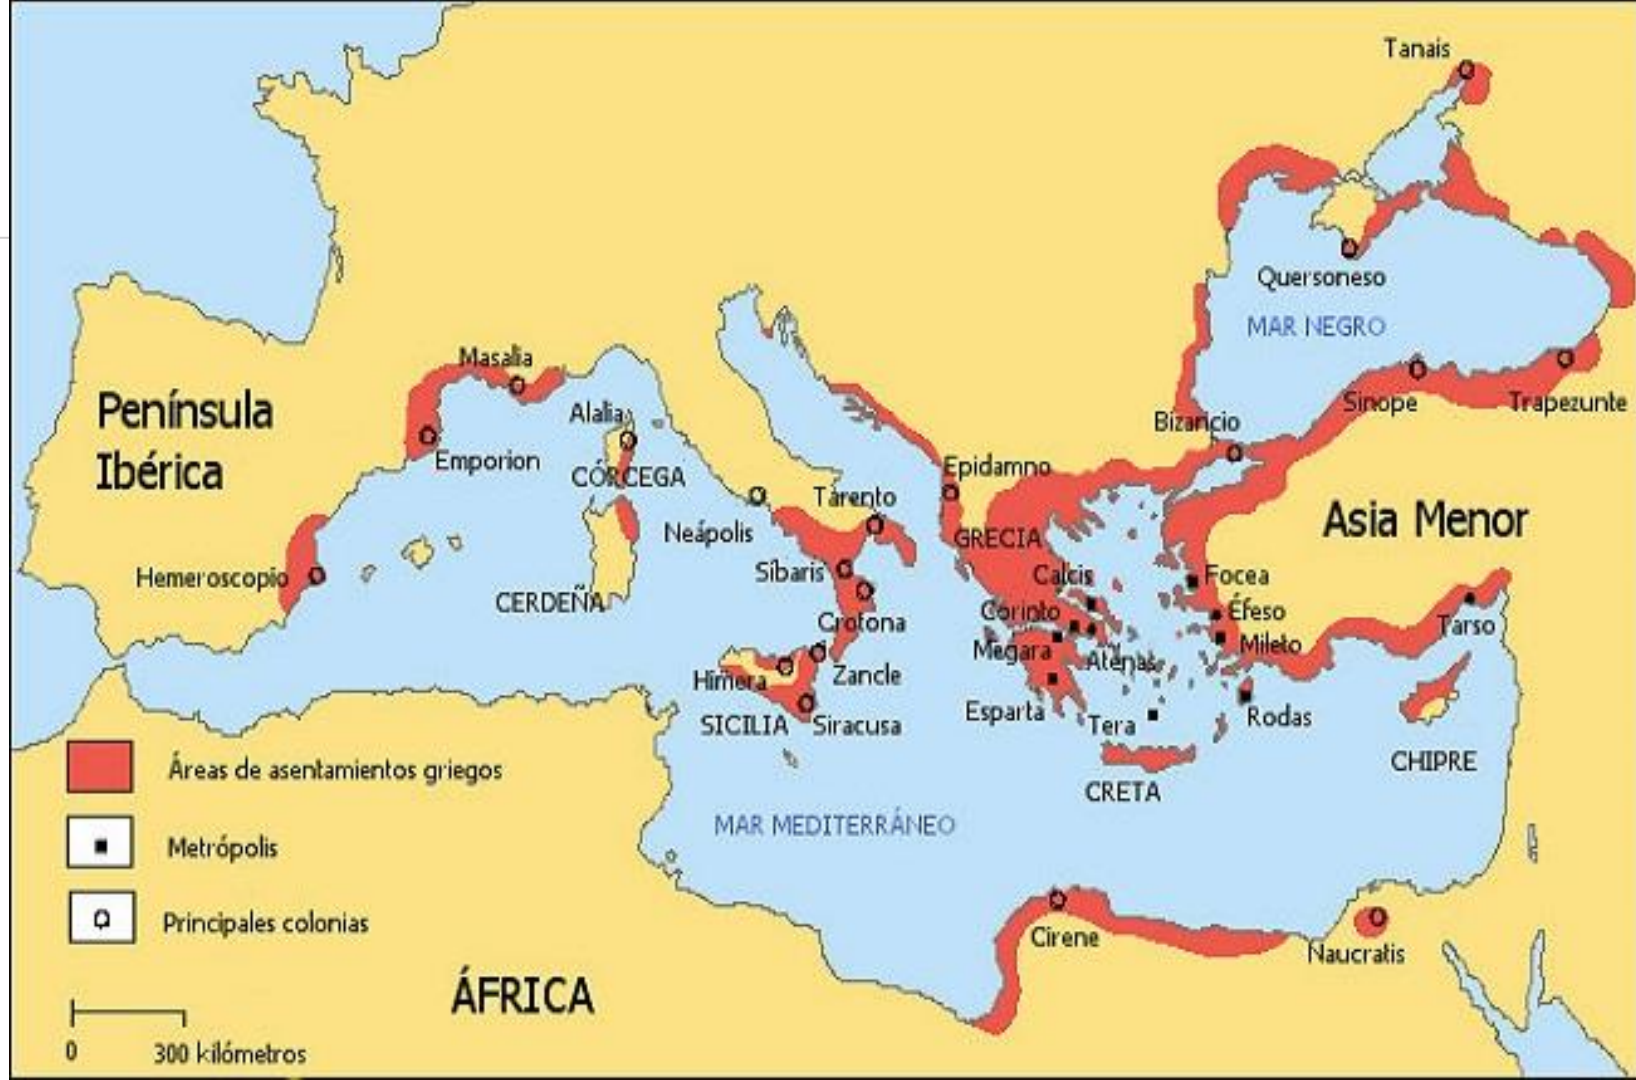 Tanais
Quersoneso
MAR NEGRO
Masalia
Península
Ibérica
Alalia
Sinope
Trapezunte
Bizancio
Emporion
CÓRCEGA
Epidamno
Tarento
Neápolis
GRECIA
Asia Menor
Hemeroscopio
Síbaris
Calcis
Focea
CERDEÑA
Corinto
Éfeso
Crotona
Tarso
Megara
Atenas
Mileto
Himera
Zancle
Esparta
Tera
Rodas
SICILIA
Siracusa
CHIPRE
CRETA
Áreas de asentamientos griegos
MAR MEDITERRÁNEO
Metrópolis
Principales colonias
Cirene
Naucratis
ÁFRICA
0 300 kilómetros